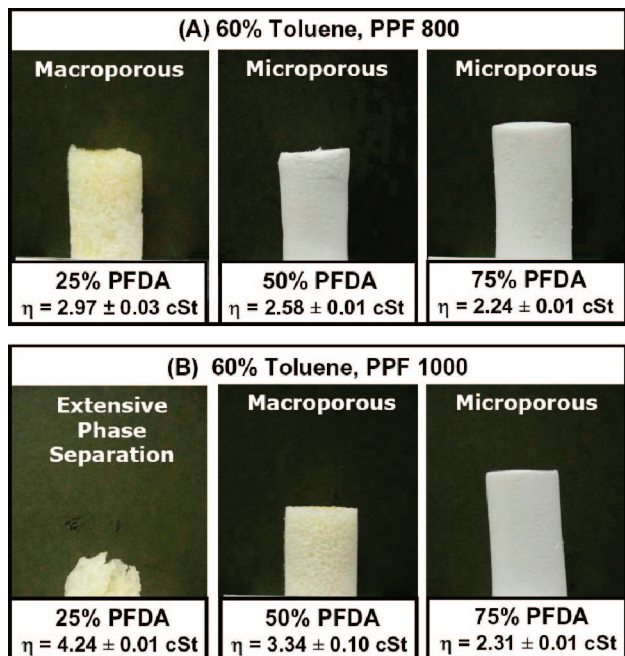 (A) 60% Toluene, PPF 800
Macroporous Microporous Microporous
25% PFDA 50% PFDA 75% PFDA
η = 2.97 ± 0.03 cSt η = 2.58 ± 0.01 cSt η = 2.24 ± 0.01 cSt
(B) 60% Toluene, PPF 1000
Extensive
Phase
Separation
Macroporous Microporous
25% PFDA 50% PFDA 75% PFDA
η = 4.24 ± 0.01 cSt η = 3.34 ± 0.10 cSt η = 2.31 ± 0.01 cSt